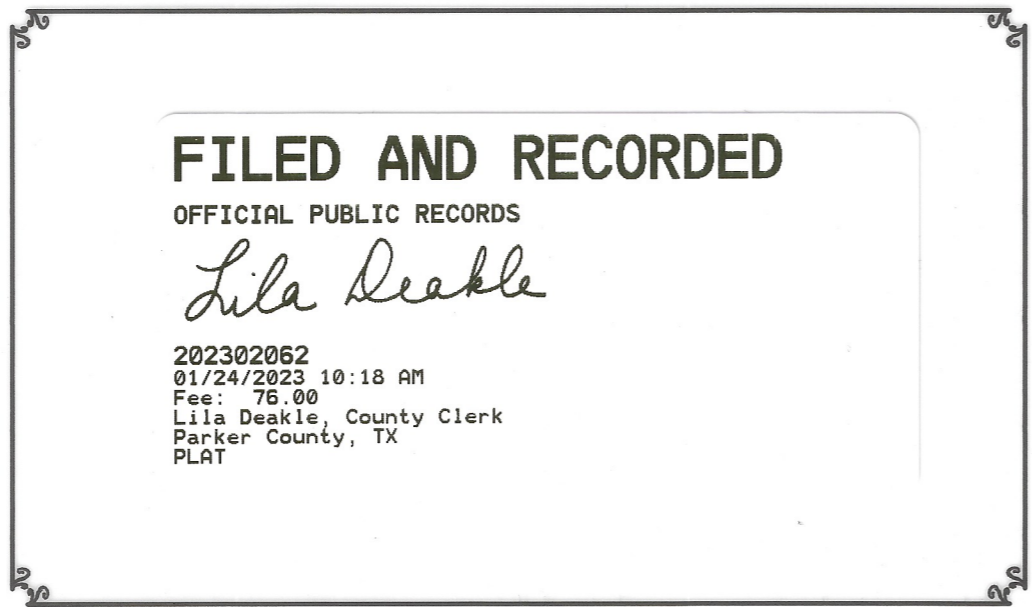 FILED AND RECORDED
OFFICIAL PUBLIC RECORDS
Lila Deakle
202302062
01/24/2023 10:18 AM
Fee:  76.00
Lila Deakle, County Clerk
Parker County, TX
PLAT